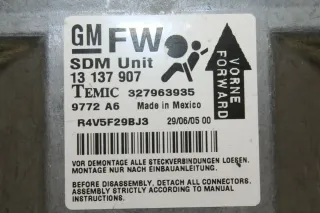 GM FW
SDM Unit
13 137 907
TEMIC 327963935
9772 A6 Made in Mexico
R4V5F29BJ3 29/06/05 00
VORNE
FORWARD
VOR DEMONTAGE ALLE STECKVERBINDUNGEN LOESEN.
MONTAGE NUR NACH EINBAUANLEITUNG.
BEFORE DISASSEMBLY, DETACH ALL CONNECTORS.
ASSEMBLY STRICTLY ACCORDING TO MANUAL
INSTRUCTIONS.